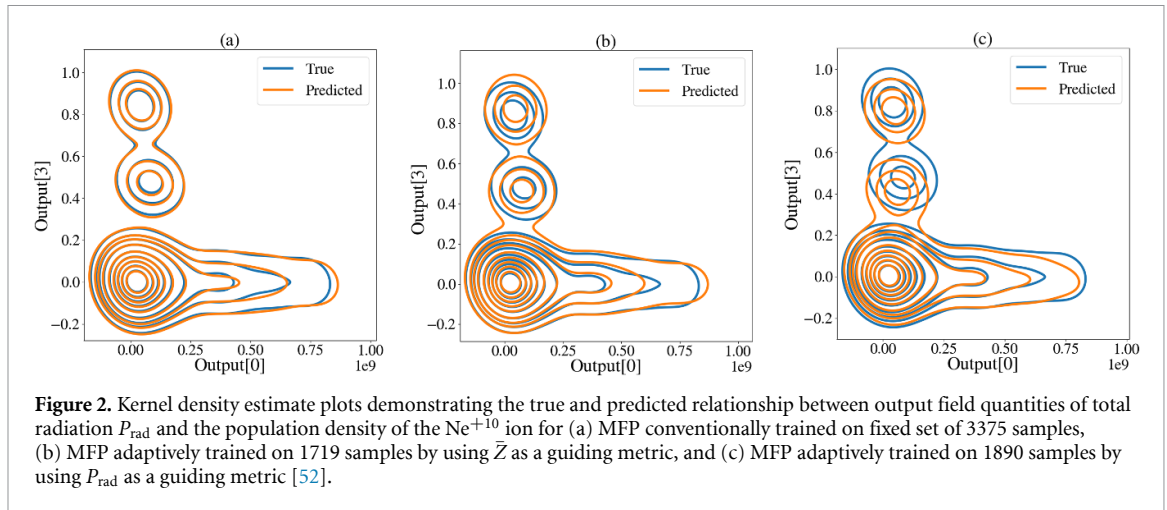 (a)
True
Predicted
Output[3]
1.0
0.8
0.6
0.4
0.2
0.0
−0.2
0.00 0.25 0.50 0.75 1.00
Output[0] 1e9
(b)
True
Predicted
Output[3]
1.0
0.8
0.6
0.4
0.2
0.0
−0.2
0.00 0.25 0.50 0.75 1.00
Output[0] 1e9
(c)
True
Predicted
Output[3]
1.0
0.8
0.6
0.4
0.2
0.0
−0.2
0.00 0.25 0.50 0.75 1.00
Output[0] 1e9
Figure 2. Kernel density estimate plots demonstrating the true and predicted relationship between output field quantities of total
radiation P_rad and the population density of the Ne⁺¹⁰ ion for (a) MFP conventionally trained on fixed set of 3375 samples,
(b) MFP adaptively trained on 1719 samples by using Z̄ as a guiding metric, and (c) MFP adaptively trained on 1890 samples by
using P_rad as a guiding metric [52].